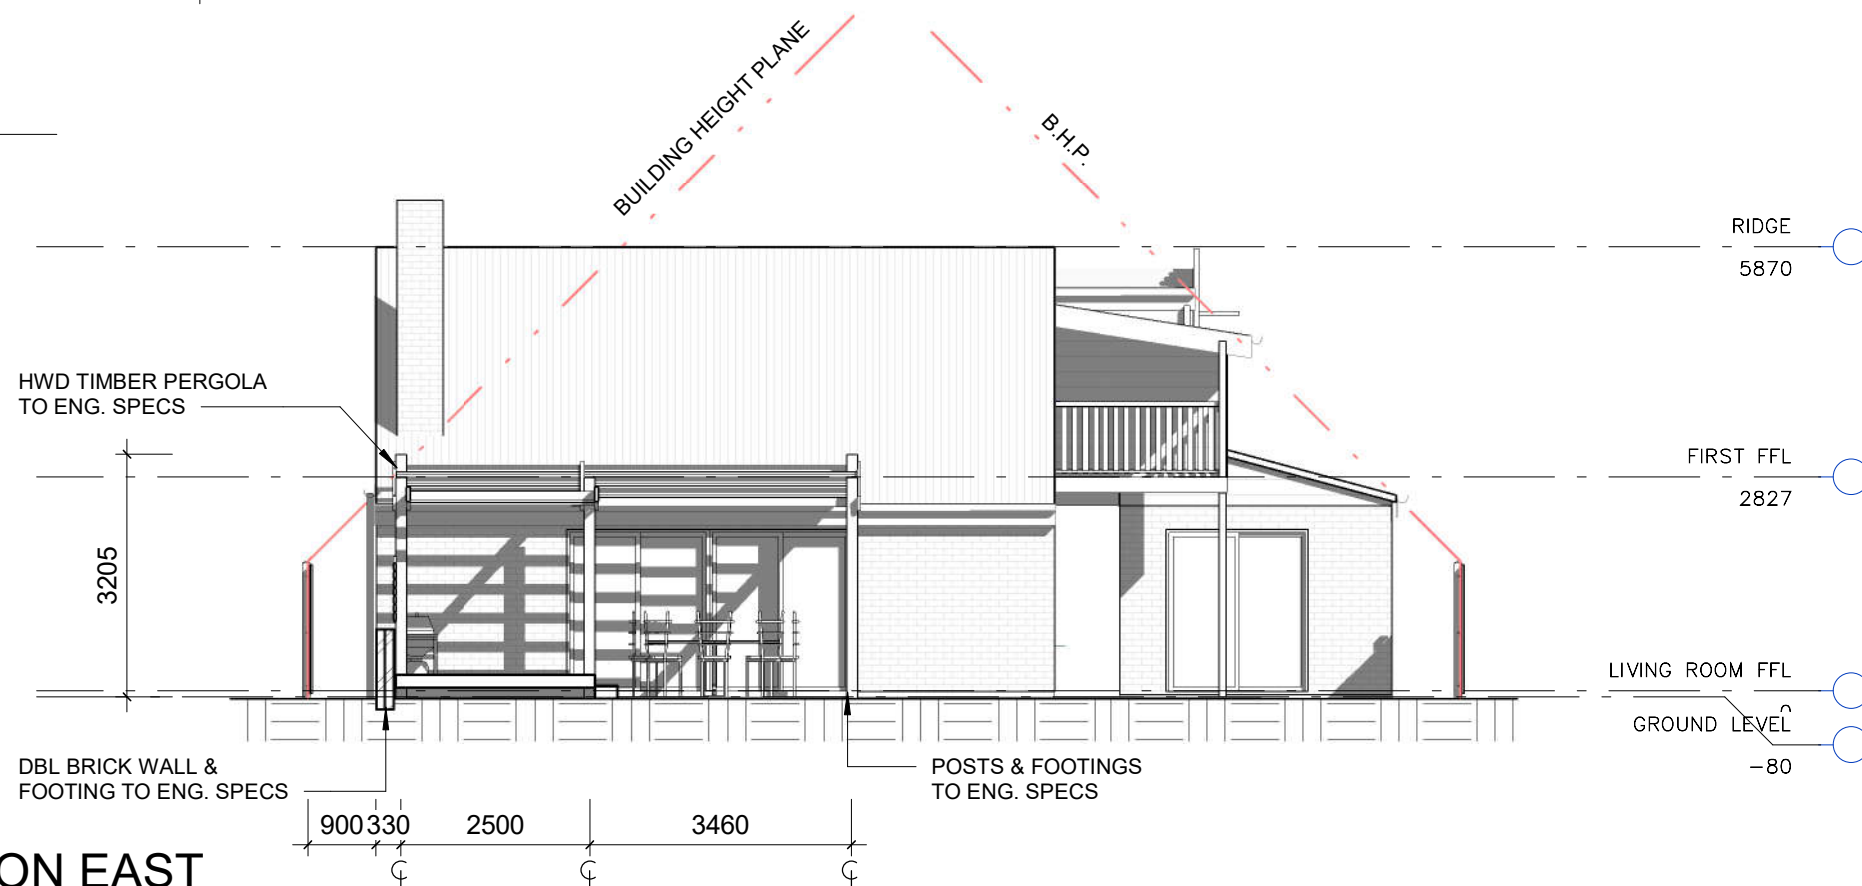 BUILDING HEIGHT PLANE
B.H.P.
RIDGE
5870
HWD TIMBER PERGOLA
TO ENG. SPECS
FIRST FFL
2827
3205
LIVING ROOM FFL
GROUND LEVEL
-80
DBL BRICK WALL &
FOOTING TO ENG. SPECS
POSTS & FOOTINGS
TO ENG. SPECS
900 330 2500 3460
℄ ℄ ℄
ON EAST